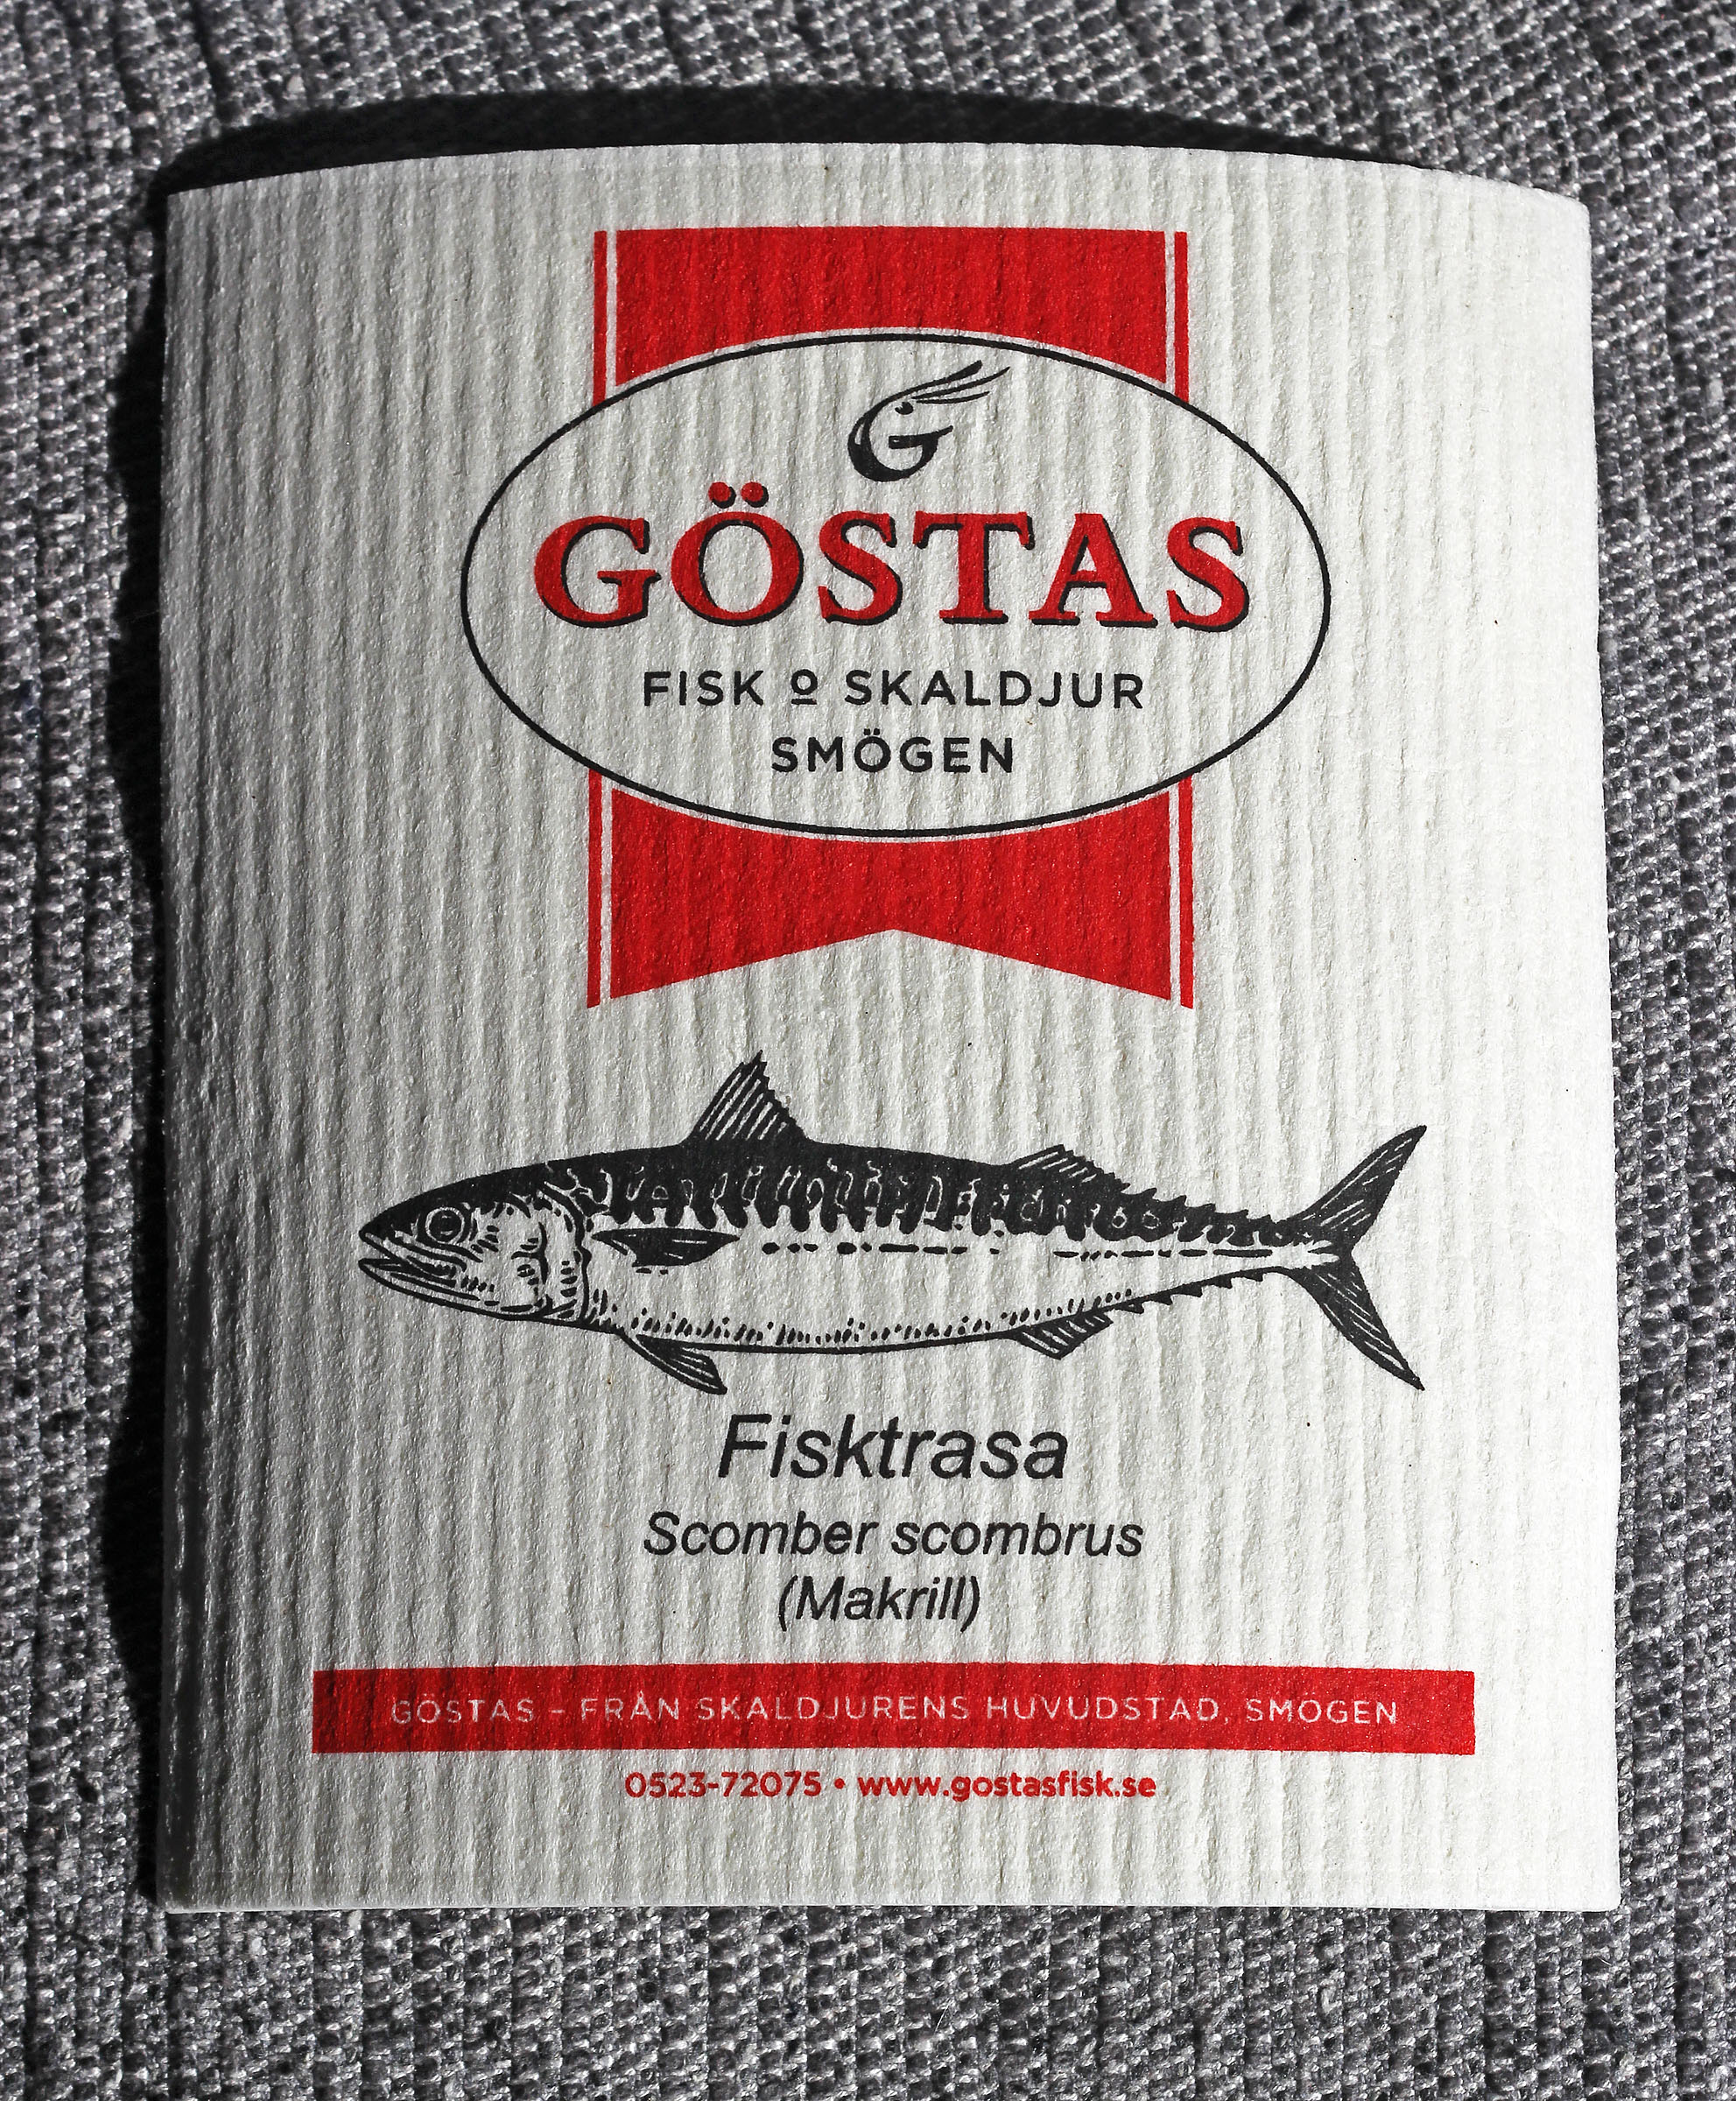 GÖSTAS
FISK O SKALDJUR
SMÖGEN
Fisktrasa
Scomber scombrus
(Makrill)
GÖSTAS – FRÅN SKALDJURENS HUVUDSTAD, SMÖGEN
0523-72075 • www.gostasfisk.se